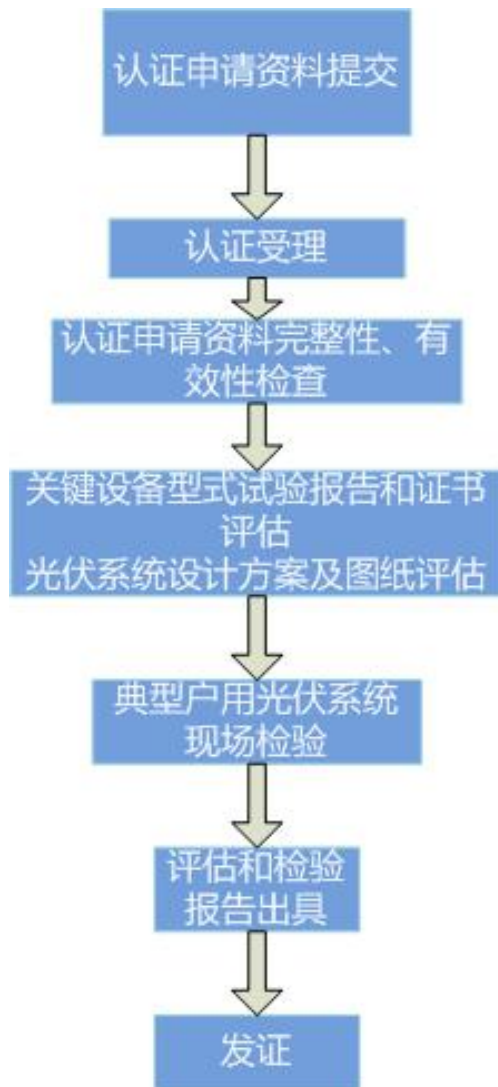 认证申请资料提交
认证受理
认证申请资料完整性、有
效性检查
关键设备型式试验报告和证书
评估
光伏系统设计方案及图纸评估
典型户用光伏系统
现场检验
评估和检验
报告出具
发证